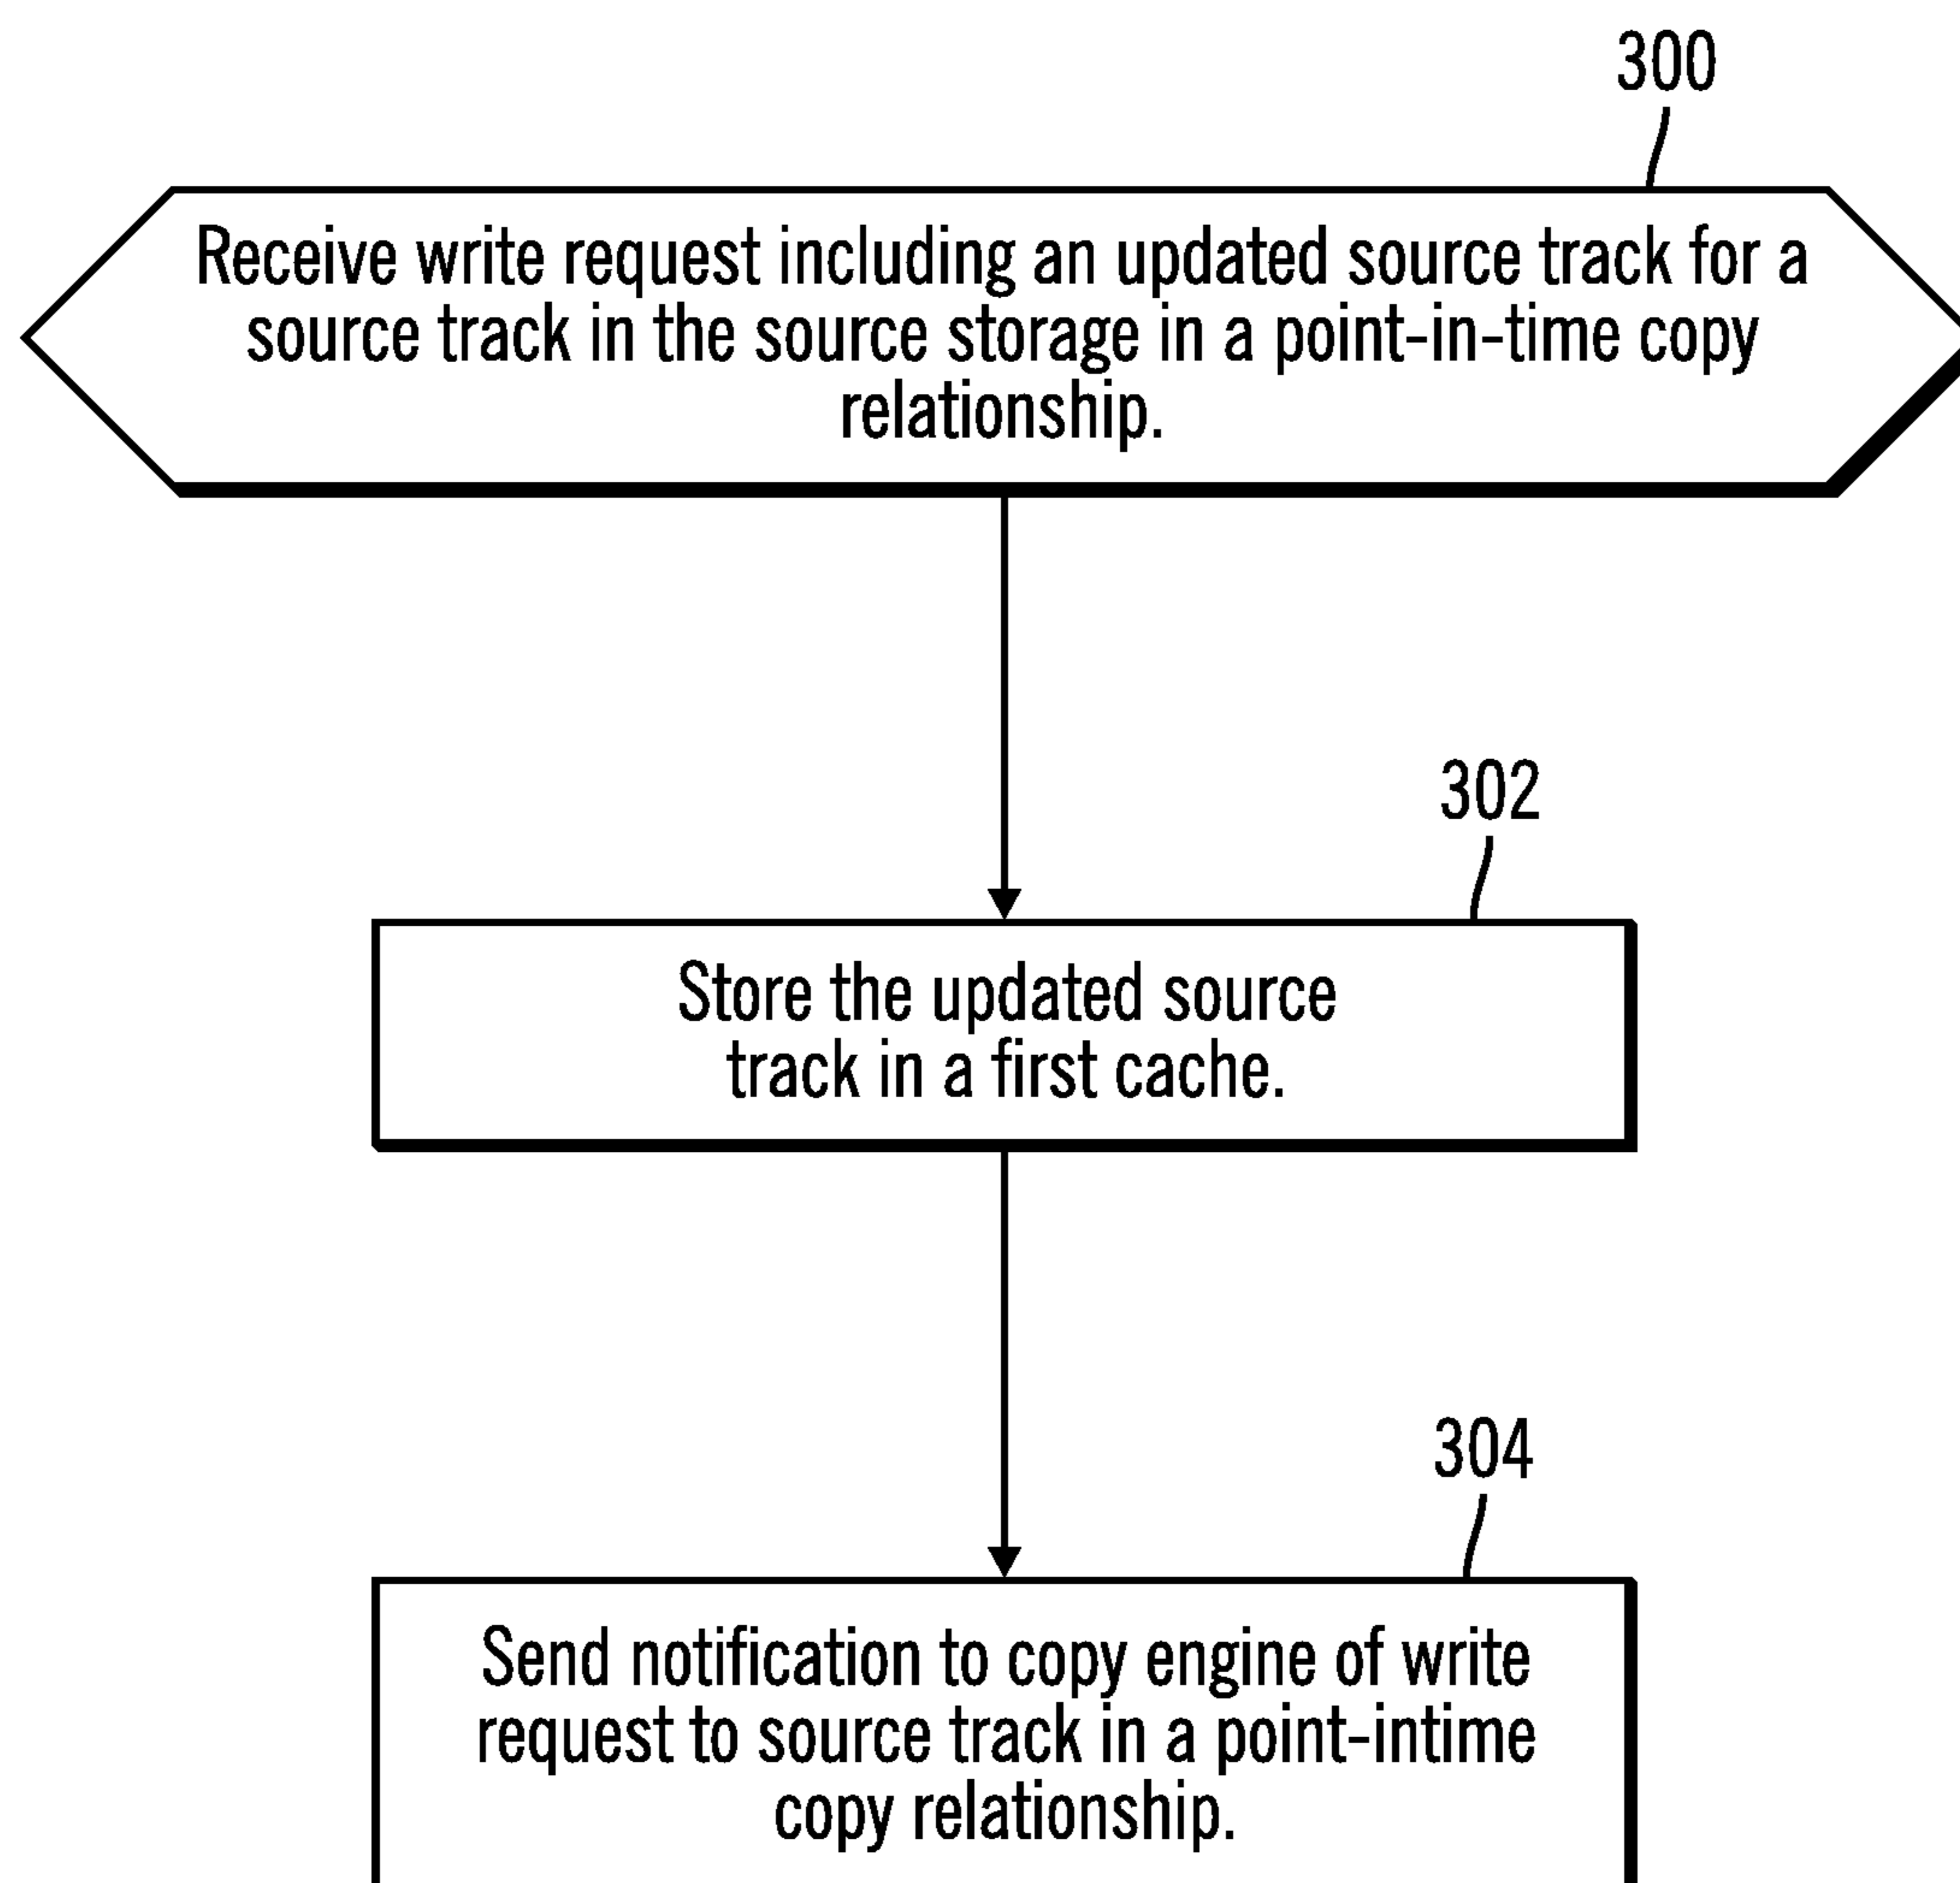 300
Receive write request including an updated source track for a
source track in the source storage in a point-in-time copy
relationship.
302
Store the updated source
track in a first cache.
304
Send notification to copy engine of write
request to source track in a point-intime
copy relationship.